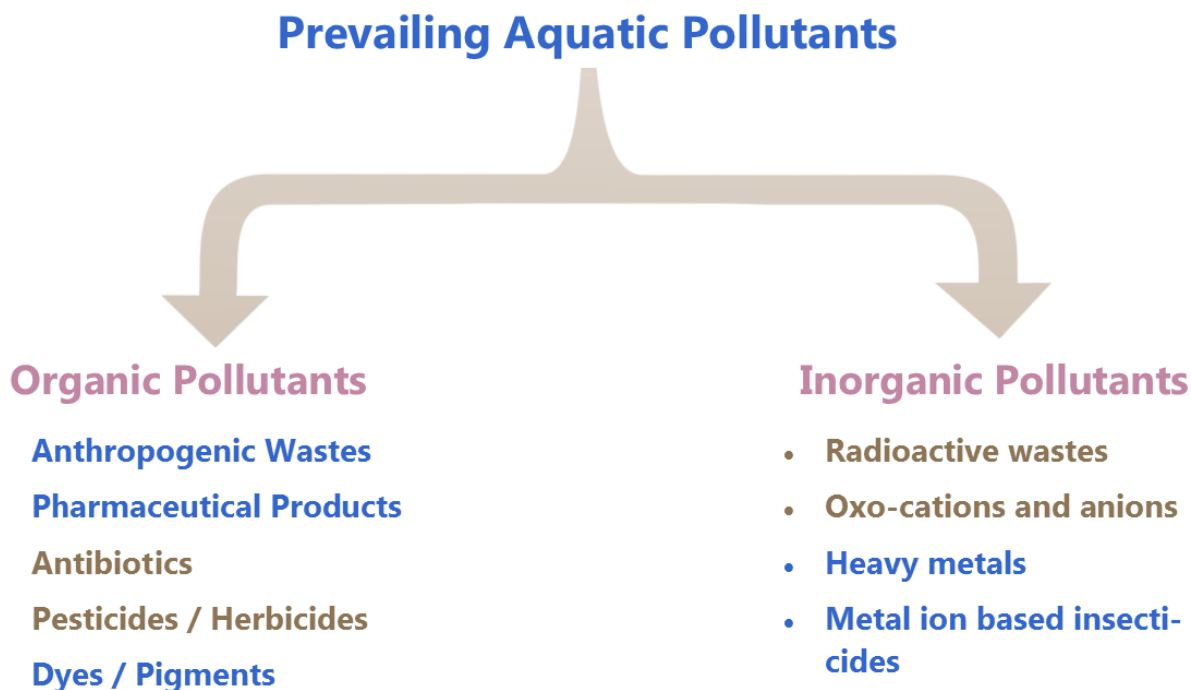 Prevailing Aquatic Pollutants
Organic Pollutants
Anthropogenic Wastes
Pharmaceutical Products
Antibiotics
Pesticides / Herbicides
Dyes / Pigments
Inorganic Pollutants
• Radioactive wastes
• Oxo-cations and anions
• Heavy metals
• Metal ion based insecti-
cides